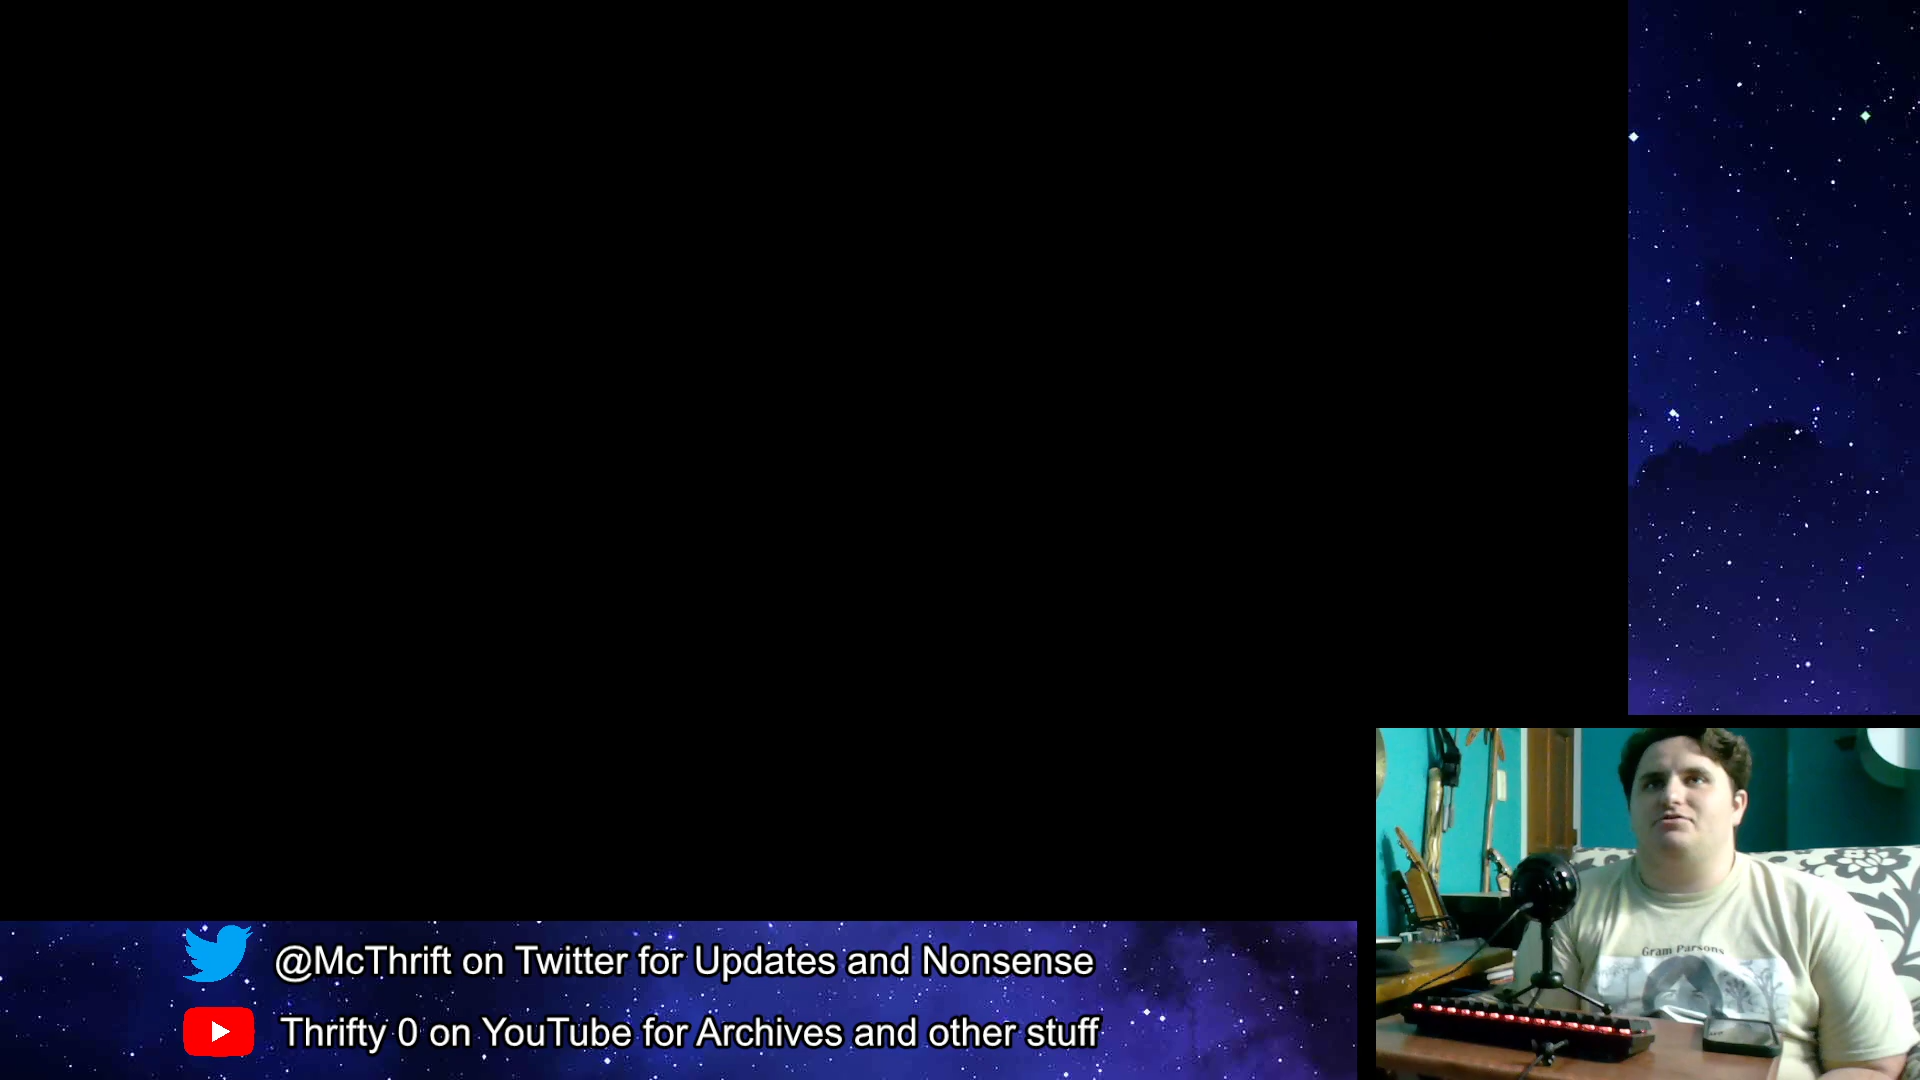 @McThrift on Twitter for Updates and Nonsense
Thrifty 0 on YouTube for Archives and other stuff
Gram Parsons